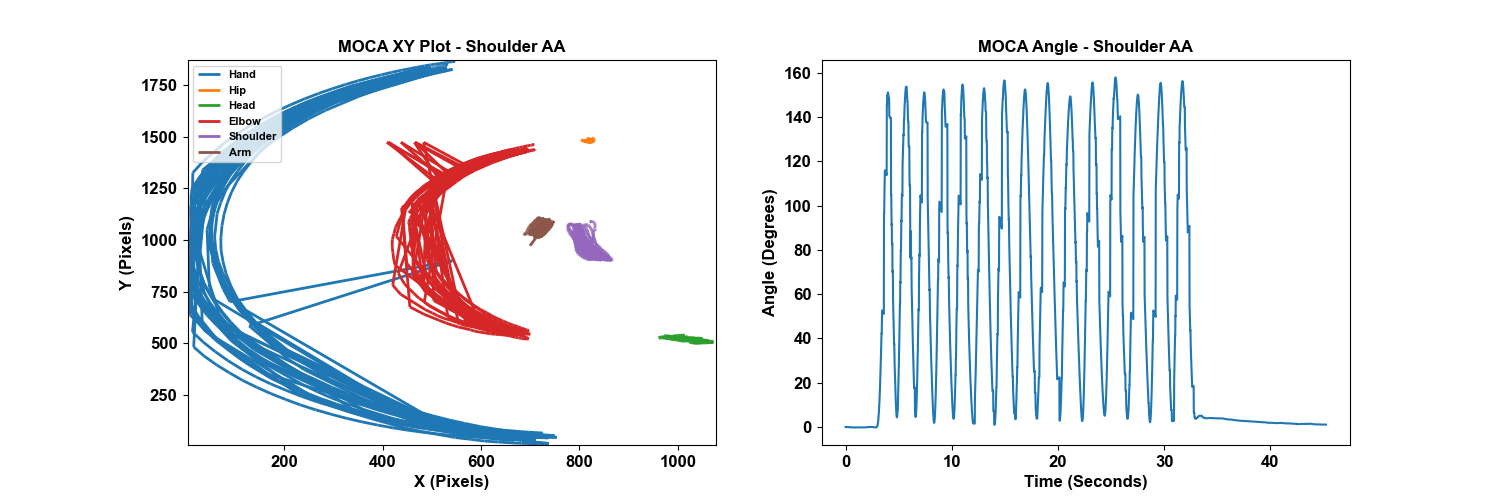 MOCA XY Plot - Shoulder AA
Y (Pixels)
1750
1500
1250
1000
750
500
250
Hand
Hip
Head
Elbow
Shoulder
Arm
200 400 600 800 1000
X (Pixels)
MOCA Angle - Shoulder AA
Angle (Degrees)
160
140
120
100
80
60
40
20
0
0 10 20 30 40
Time (Seconds)